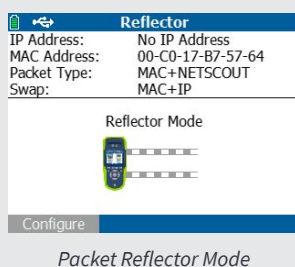 Reflector
IP Address: No IP Address
MAC Address: 00-C0-17-B7-57-64
Packet Type: MAC+NETSCOUT
Swap: MAC+IP
Reflector Mode
Configure
Packet Reflector Mode